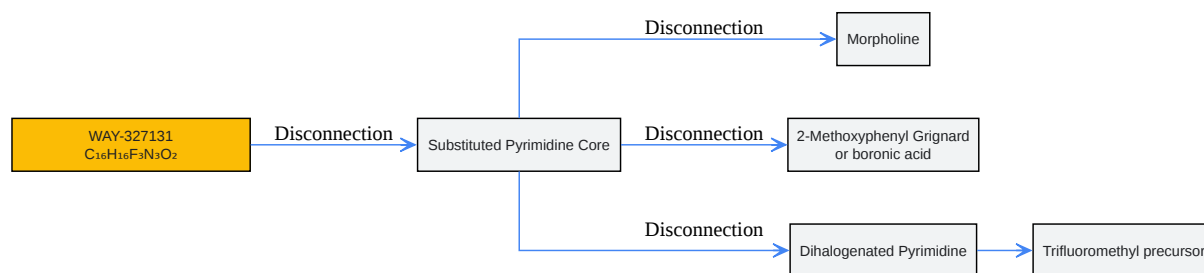 Disconnection
Morpholine
WAY-327131
C₁₆H₁₆F₃N₃O₂
Disconnection
Substituted Pyrimidine Core
Disconnection
2-Methoxyphenyl Grignard
or boronic acid
Disconnection
Dihalogenated Pyrimidine
Trifluoromethyl precursor